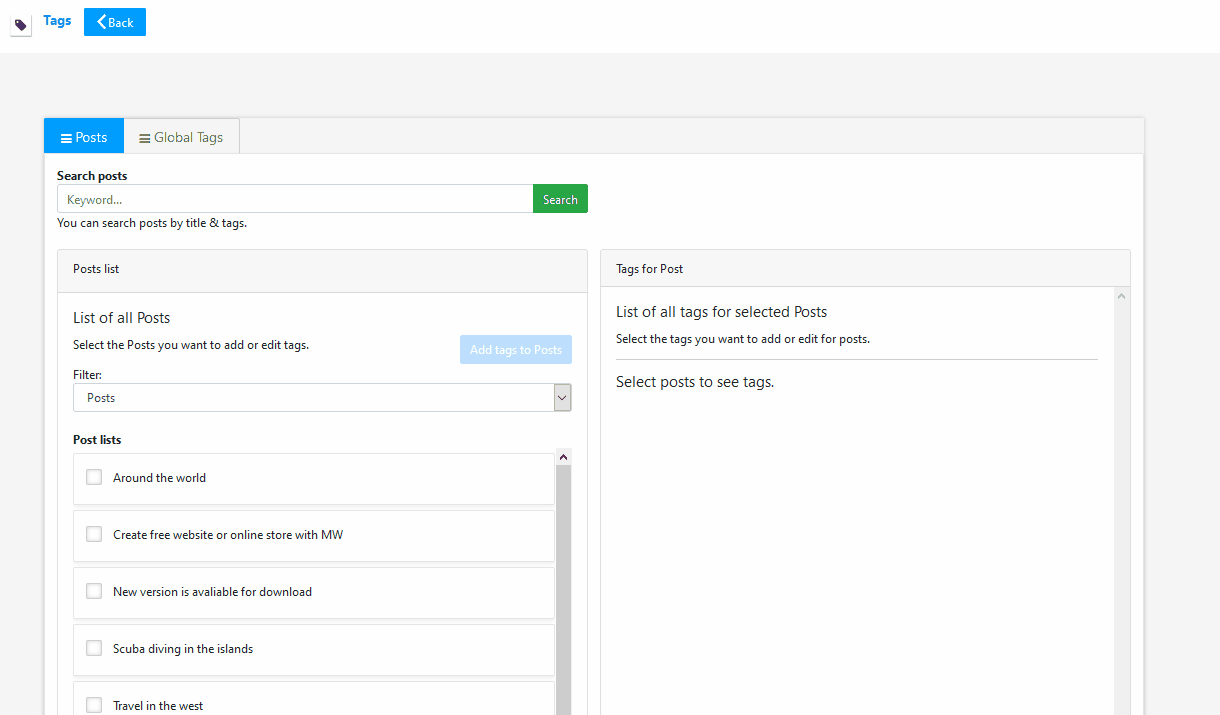 Tags
Back
Posts
Global Tags
Search posts
Keyword...
Search
You can search posts by title & tags.
Posts list
List of all Posts
Select the Posts you want to add or edit tags.
Add tags to Posts
Filter:
Posts
Post lists
Around the world
Create free website or online store with MW
New version is avaliable for download
Scuba diving in the islands
Travel in the west
Tags for Post
List of all tags for selected Posts
Select the tags you want to add or edit for posts.
Select posts to see tags.